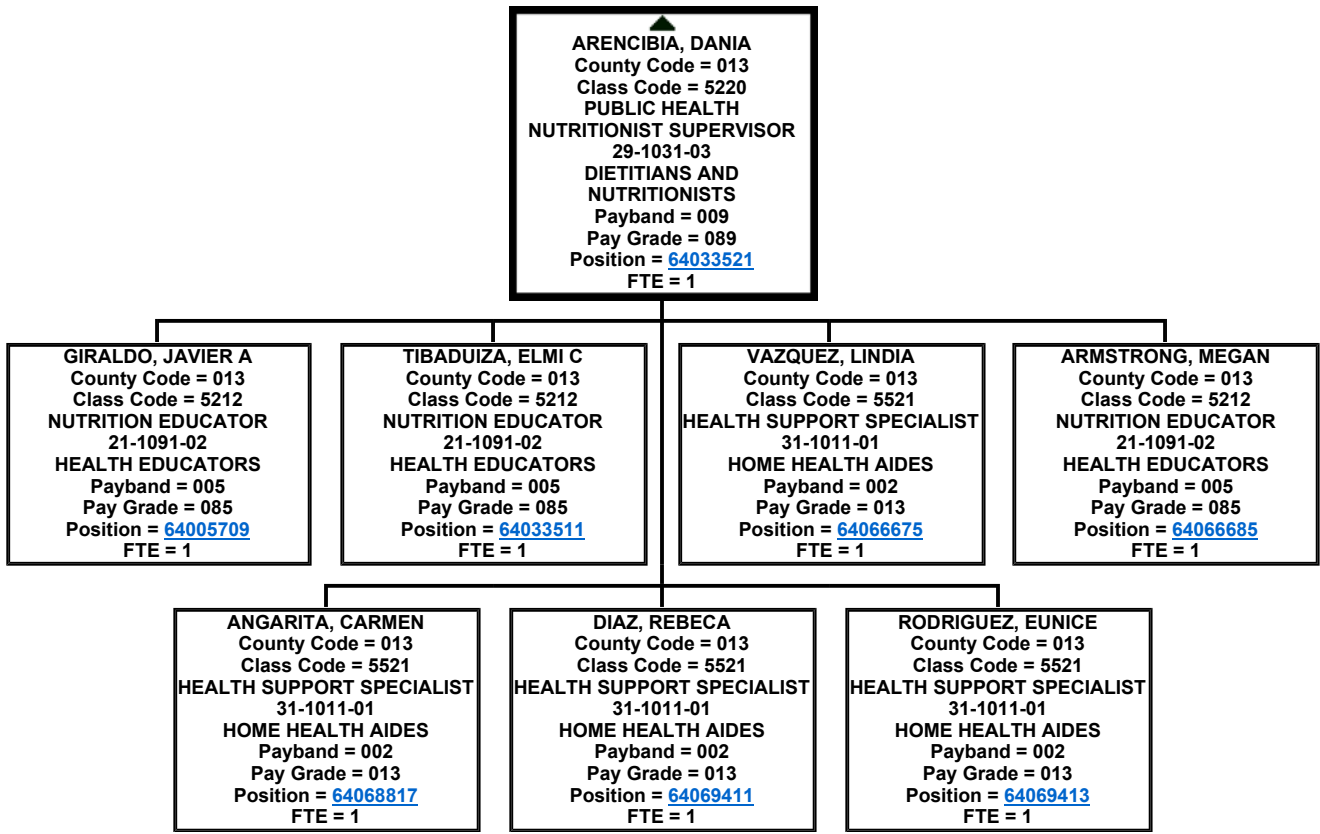 ARENCIBIA, DANIA
County Code = 013
Class Code = 5220
PUBLIC HEALTH
NUTRITIONIST SUPERVISOR
29-1031-03
DIETITIANS AND
NUTRITIONISTS
Payband = 009
Pay Grade = 089
Position = 64033521
FTE = 1
GIRALDO, JAVIER A
County Code = 013
Class Code = 5212
NUTRITION EDUCATOR
21-1091-02
HEALTH EDUCATORS
Payband = 005
Pay Grade = 085
Position = 64005709
FTE = 1
TIBADUIZA, ELMI C
County Code = 013
Class Code = 5212
NUTRITION EDUCATOR
21-1091-02
HEALTH EDUCATORS
Payband = 005
Pay Grade = 085
Position = 64033511
FTE = 1
VAZQUEZ, LINDIA
County Code = 013
Class Code = 5521
HEALTH SUPPORT SPECIALIST
31-1011-01
HOME HEALTH AIDES
Payband = 002
Pay Grade = 013
Position = 64066675
FTE = 1
ARMSTRONG, MEGAN
County Code = 013
Class Code = 5212
NUTRITION EDUCATOR
21-1091-02
HEALTH EDUCATORS
Payband = 005
Pay Grade = 085
Position = 64066685
FTE = 1
ANGARITA, CARMEN
County Code = 013
Class Code = 5521
HEALTH SUPPORT SPECIALIST
31-1011-01
HOME HEALTH AIDES
Payband = 002
Pay Grade = 013
Position = 64068817
FTE = 1
DIAZ, REBECA
County Code = 013
Class Code = 5521
HEALTH SUPPORT SPECIALIST
31-1011-01
HOME HEALTH AIDES
Payband = 002
Pay Grade = 013
Position = 64069411
FTE = 1
RODRIGUEZ, EUNICE
County Code = 013
Class Code = 5521
HEALTH SUPPORT SPECIALIST
31-1011-01
HOME HEALTH AIDES
Payband = 002
Pay Grade = 013
Position = 64069413
FTE = 1